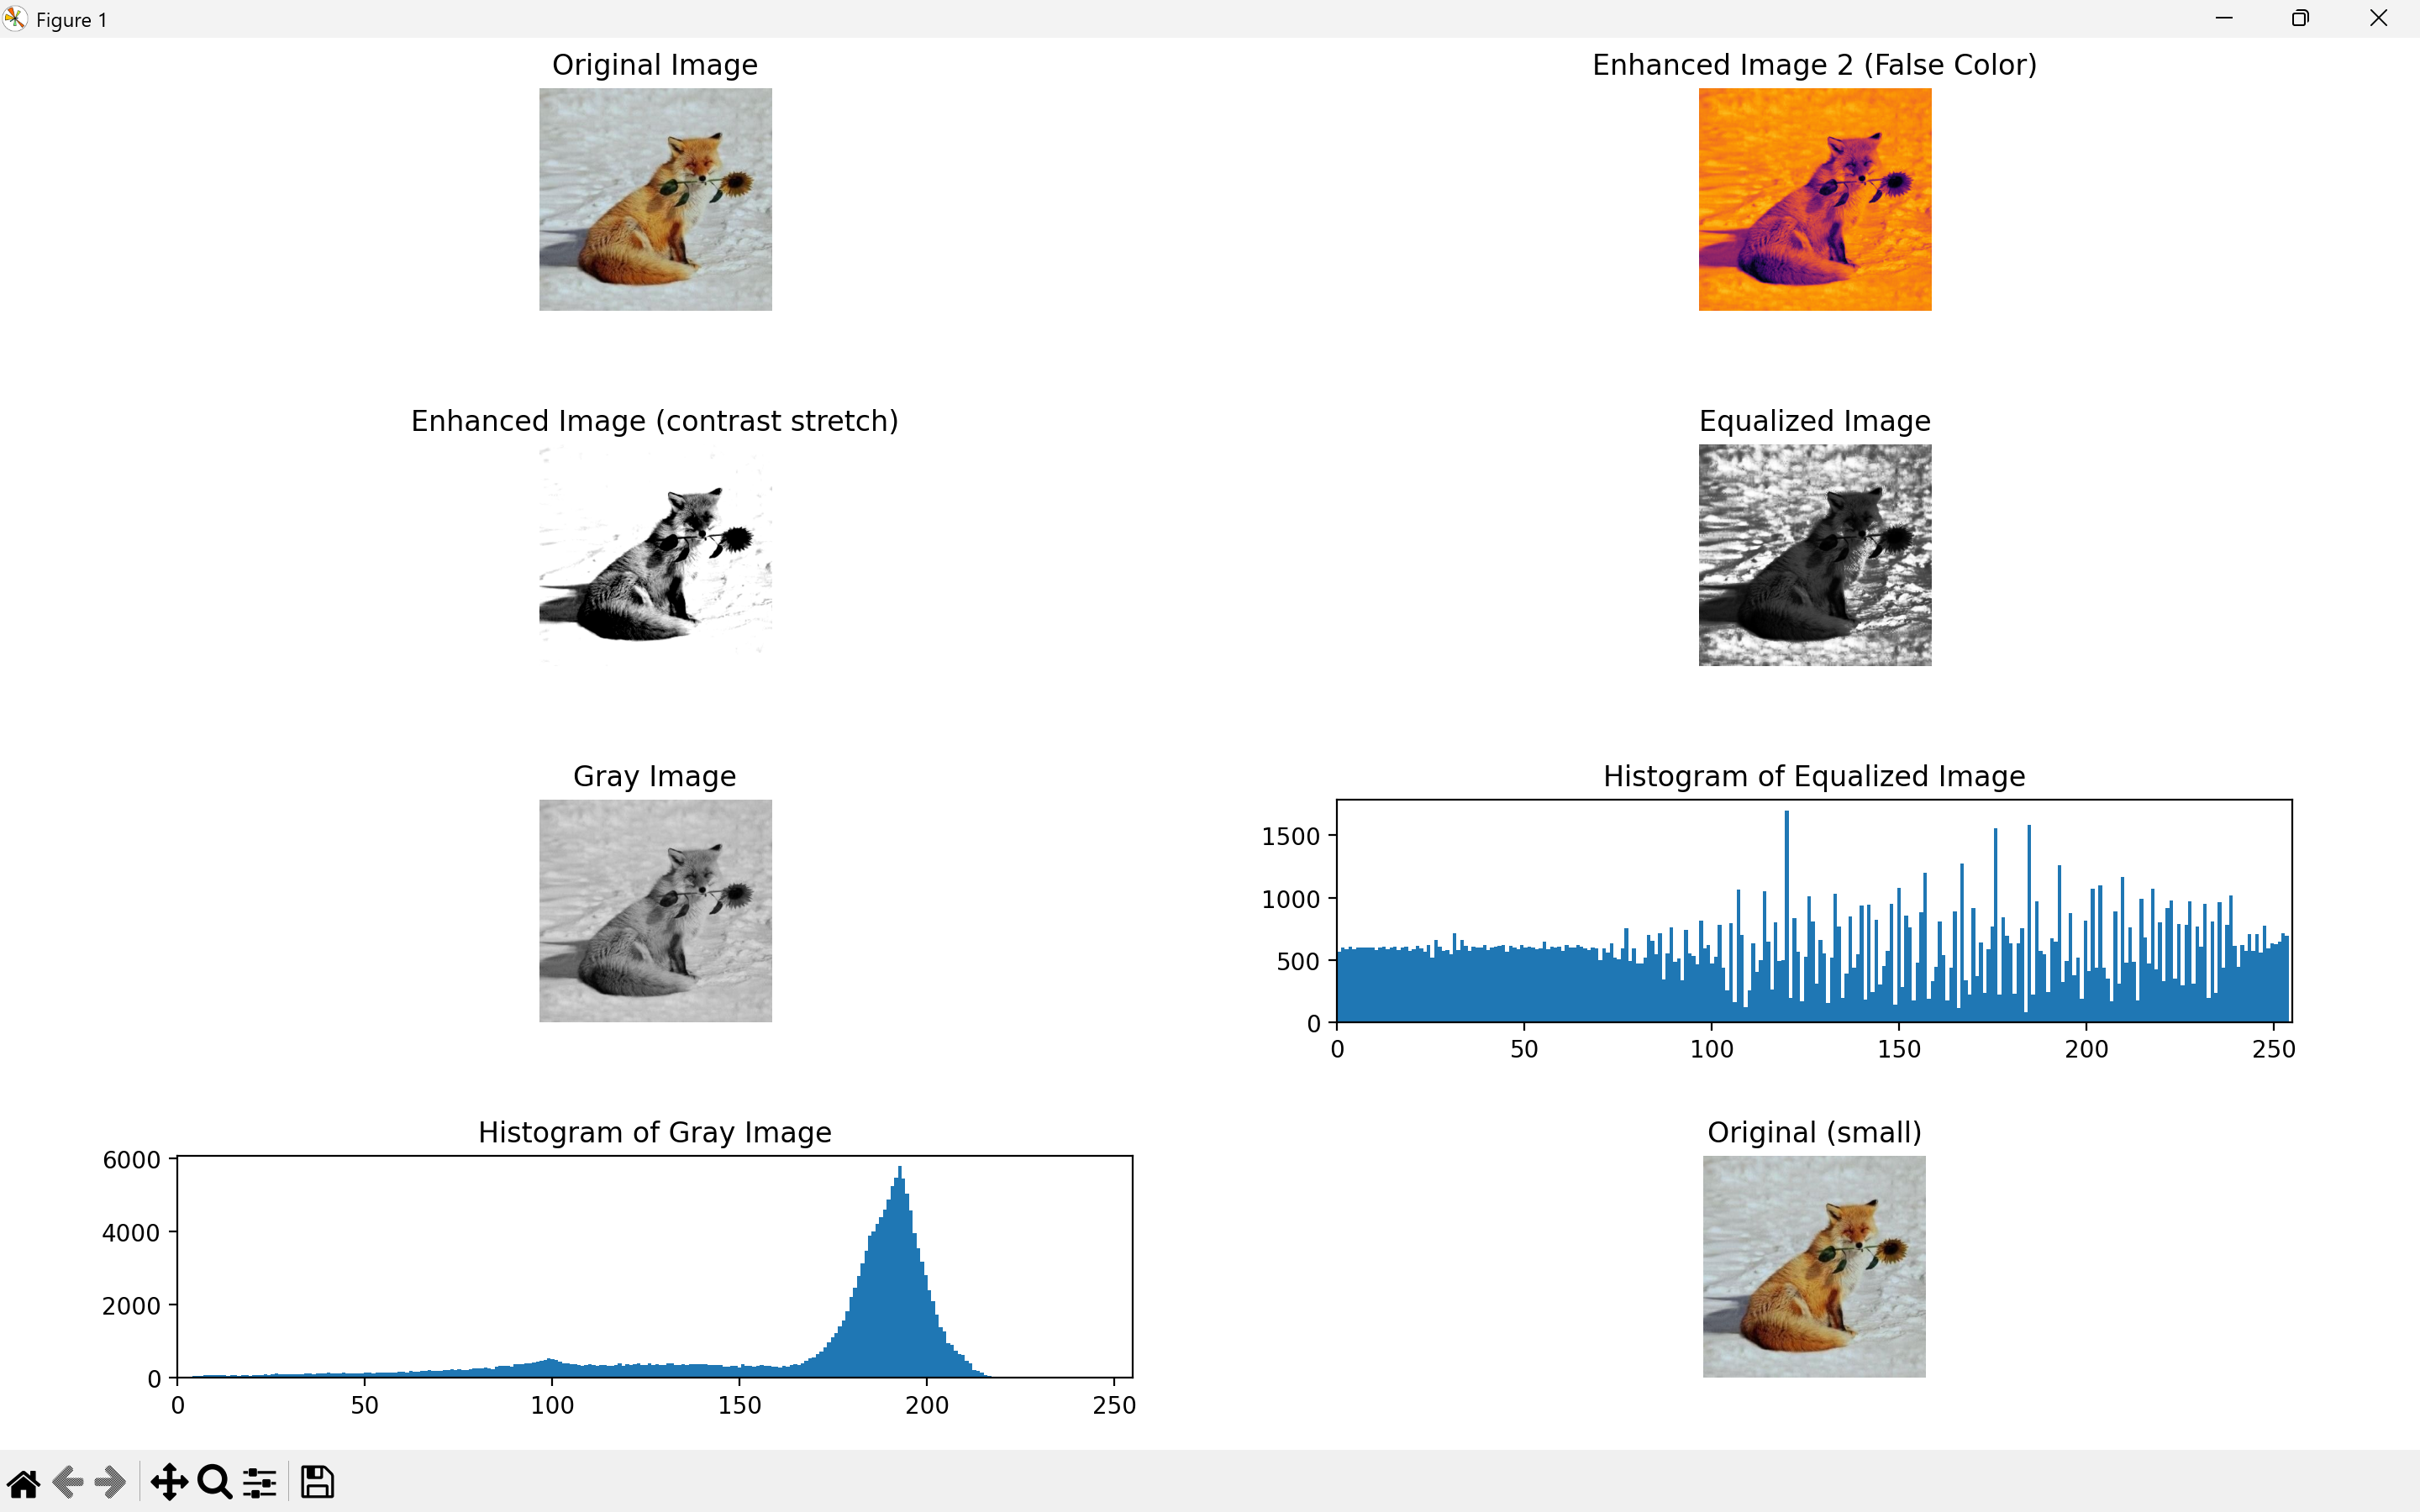 Figure 1
Original Image
Enhanced Image 2 (False Color)
Enhanced Image (contrast stretch)
Equalized Image
Gray Image
Histogram of Equalized Image
1500
1000
500
0
0 50 100 150 200 250
Histogram of Gray Image
6000
4000
2000
0
0 50 100 150 200 250
Original (small)